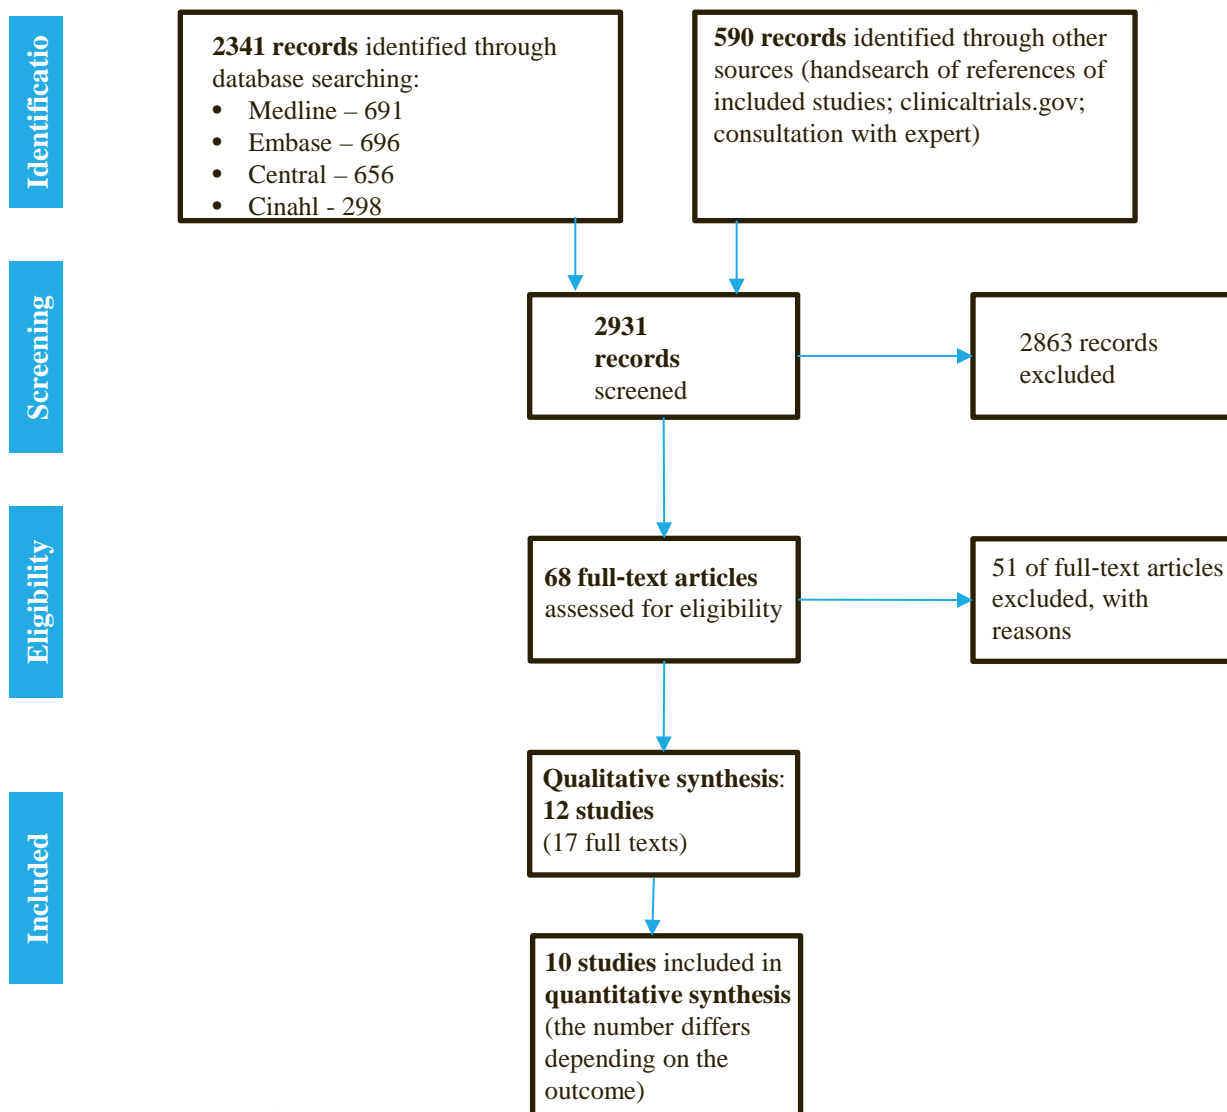 Identificatio
2341 records identified through
database searching:
• Medline – 691
• Embase – 696
• Central – 656
• Cinahl - 298
590 records identified through other
sources (handsearch of references of
included studies; clinicaltrials.gov;
consultation with expert)
Screening
2931
records
screened
2863 records
excluded
Eligibility
68 full-text articles
assessed for eligibility
51 of full-text articles
excluded, with
reasons
Included
Qualitative synthesis:
12 studies
(17 full texts)
10 studies included in
quantitative synthesis
(the number differs
depending on the
outcome)